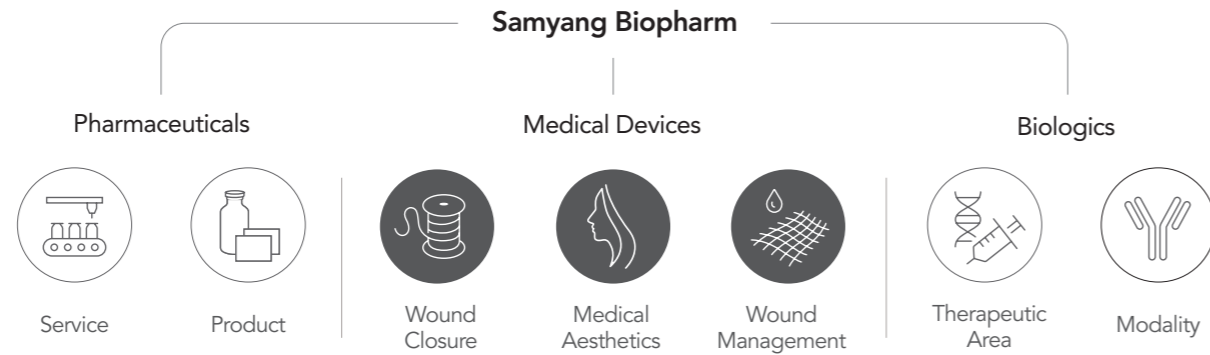 Samyang Biopharm
Pharmaceuticals
Medical Devices
Biologics
Service
Product
Wound
Closure
Medical
Aesthetics
Wound
Management
Therapeutic
Area
Modality